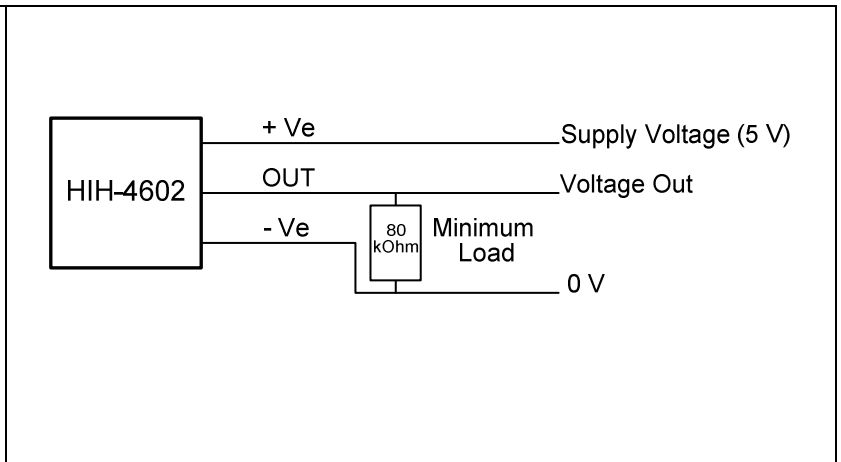 HIH-4602
+ Ve
Supply Voltage (5 V)
OUT
Voltage Out
- Ve
80
kOhm
Minimum
Load
0 V